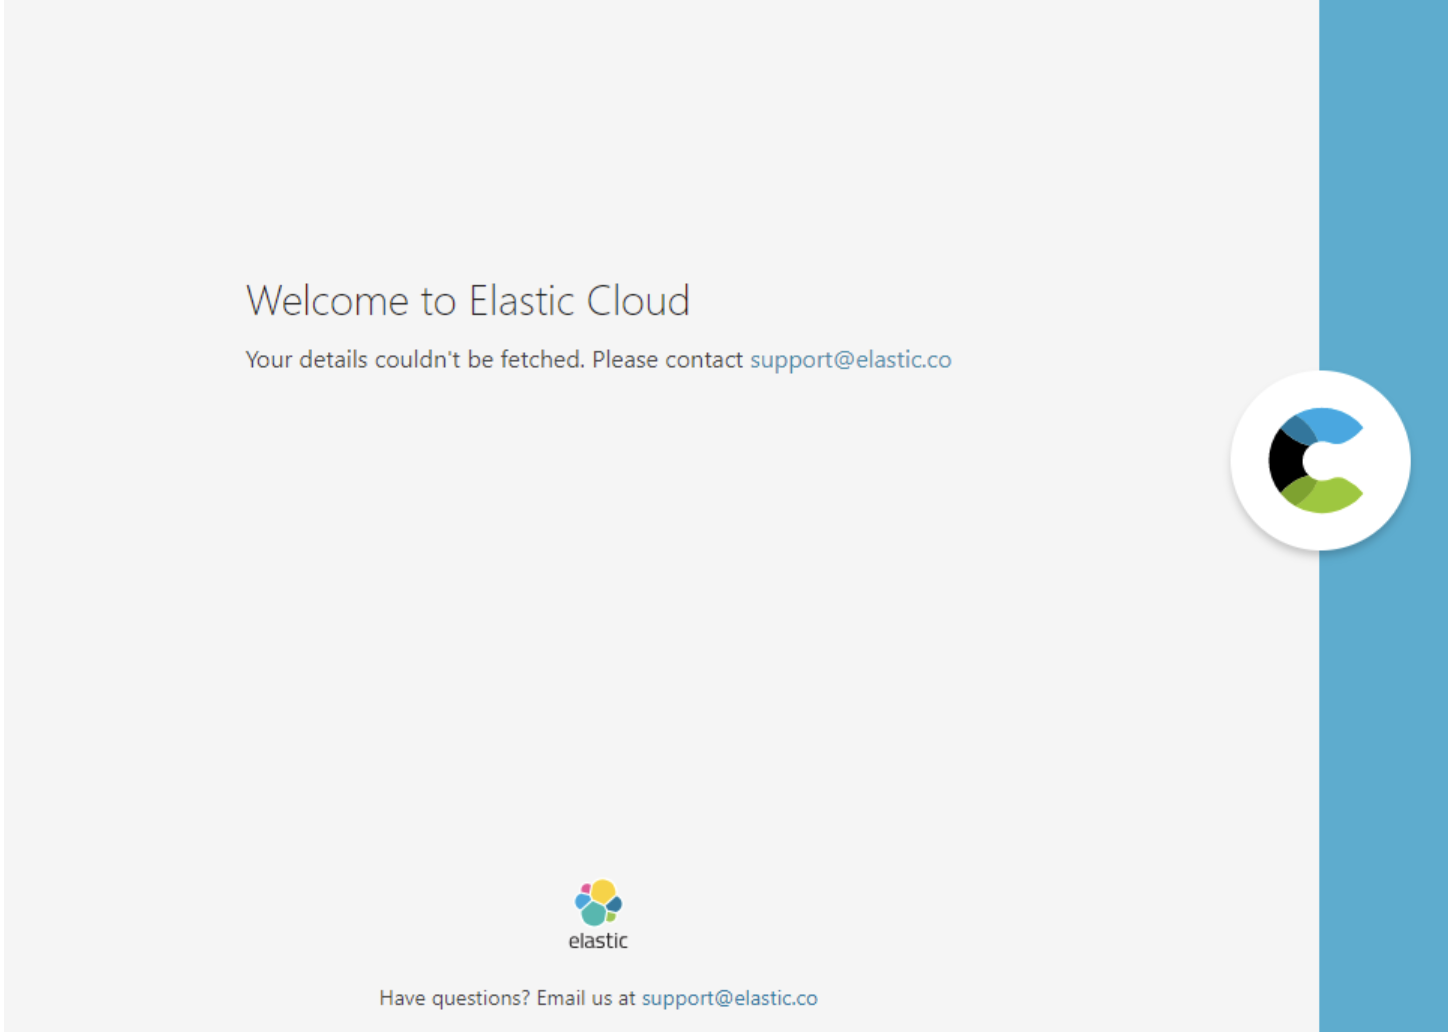 Welcome to Elastic Cloud
Your details couldn't be fetched. Please contact support@elastic.co
elastic
Have questions? Email us at support@elastic.co